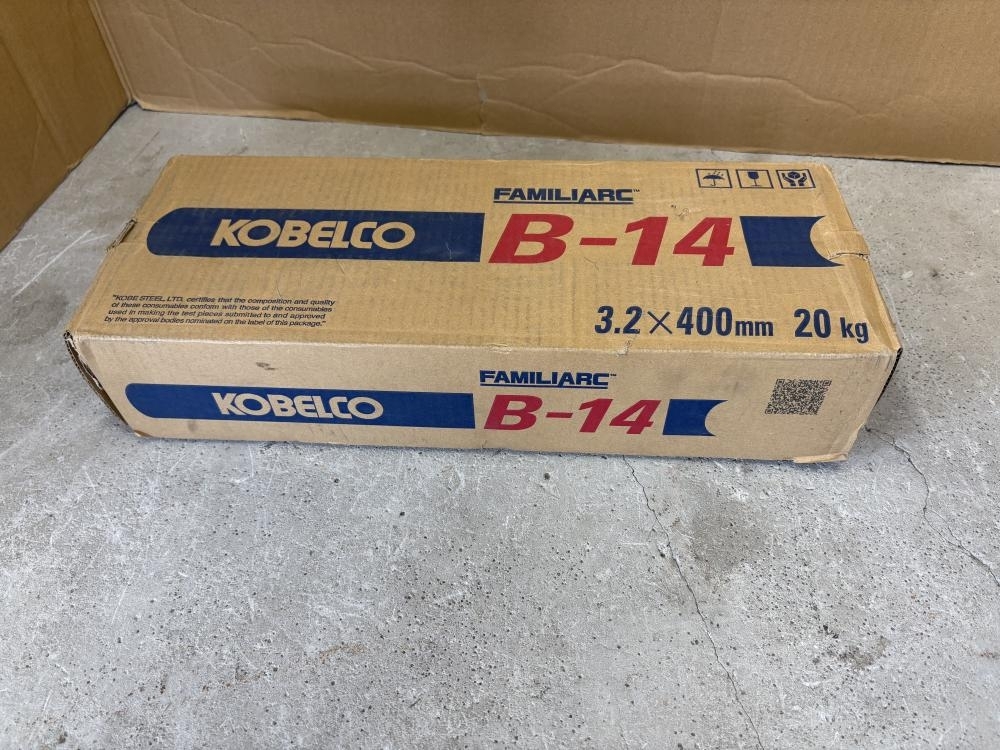 FAMILIARC™
KOBELCO
B-14
"KOBE STEEL, LTD. certifies that the composition and quality
of these consumables conform with those of the consumables
used in making the test pieces submitted to and approved
by the approval bodies nominated on the label of this package."
3.2×400mm 20 kg
FAMILIARC™
KOBELCO
B-14